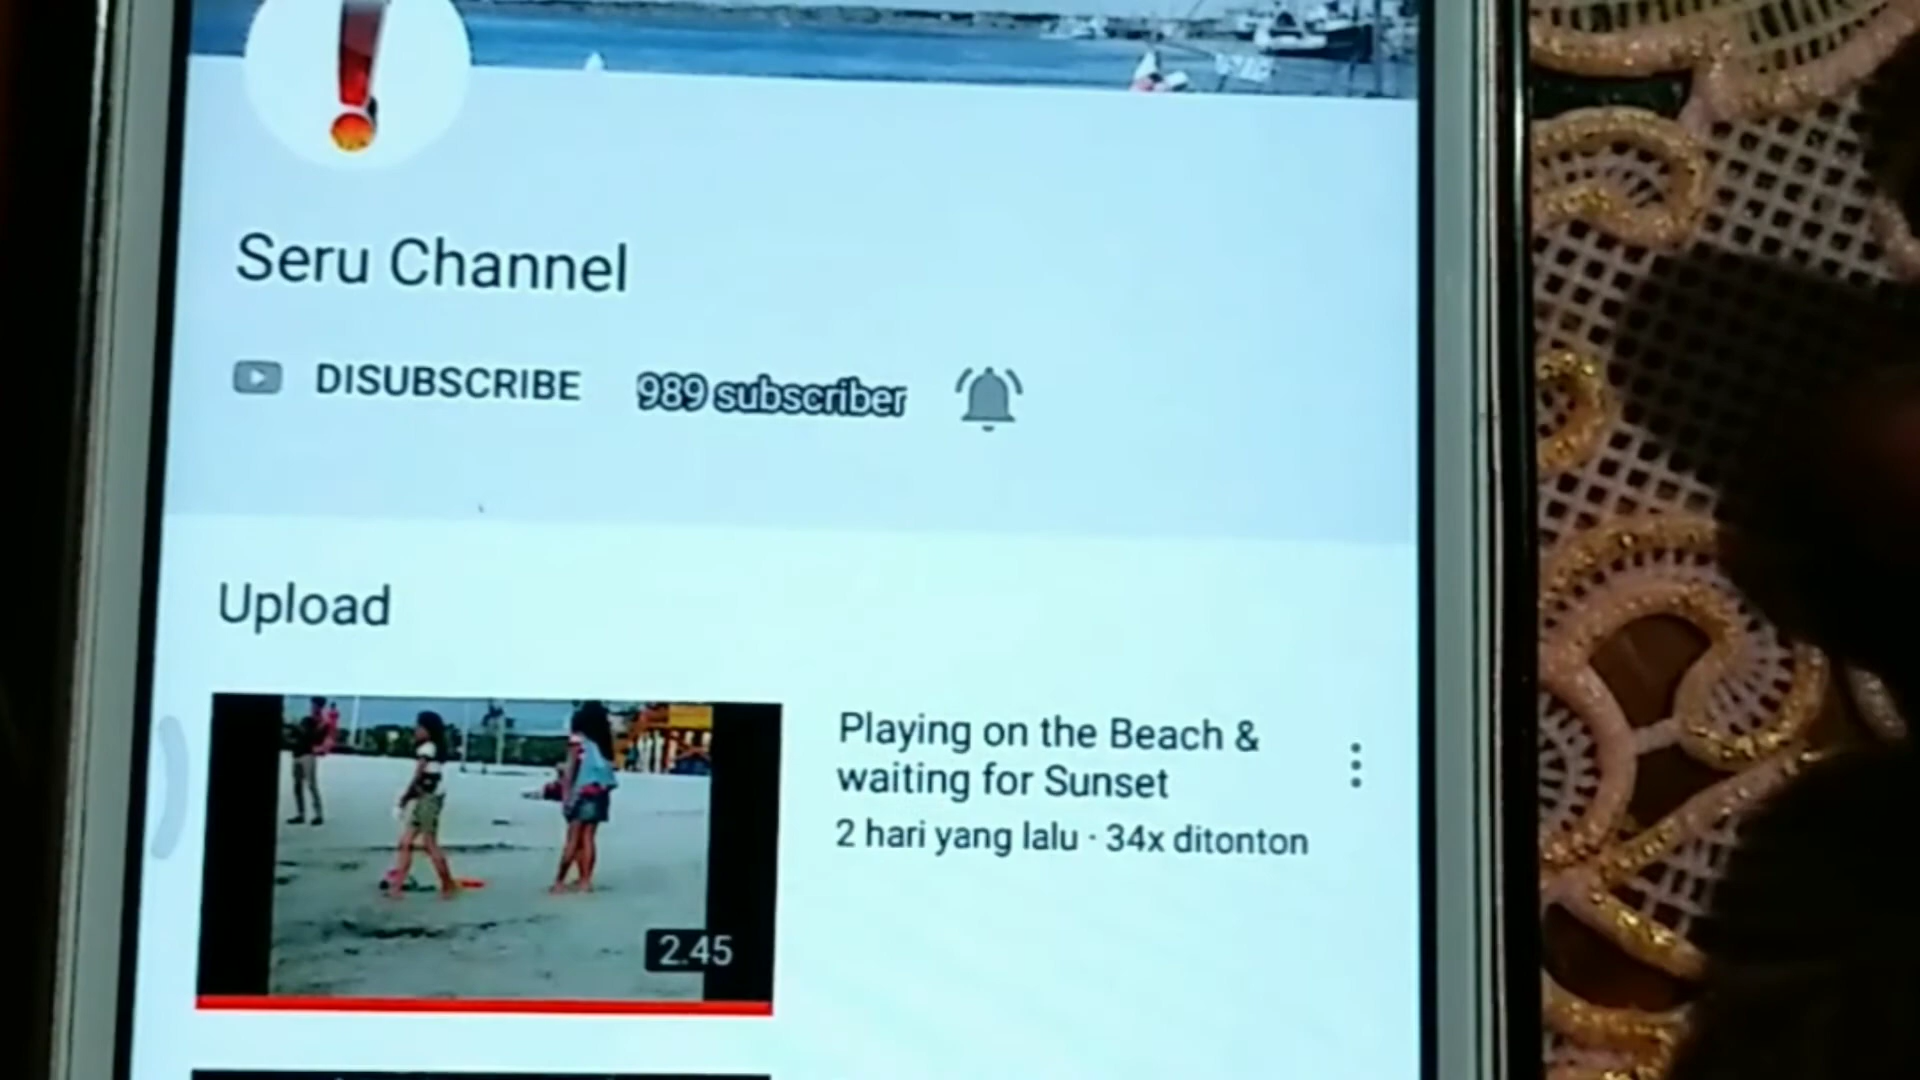 Seru Channel
DISUBSCRIBE 989 subscriber
Upload
Playing on the Beach &
waiting for Sunset
2 hari yang lalu · 34x ditonton
2.45